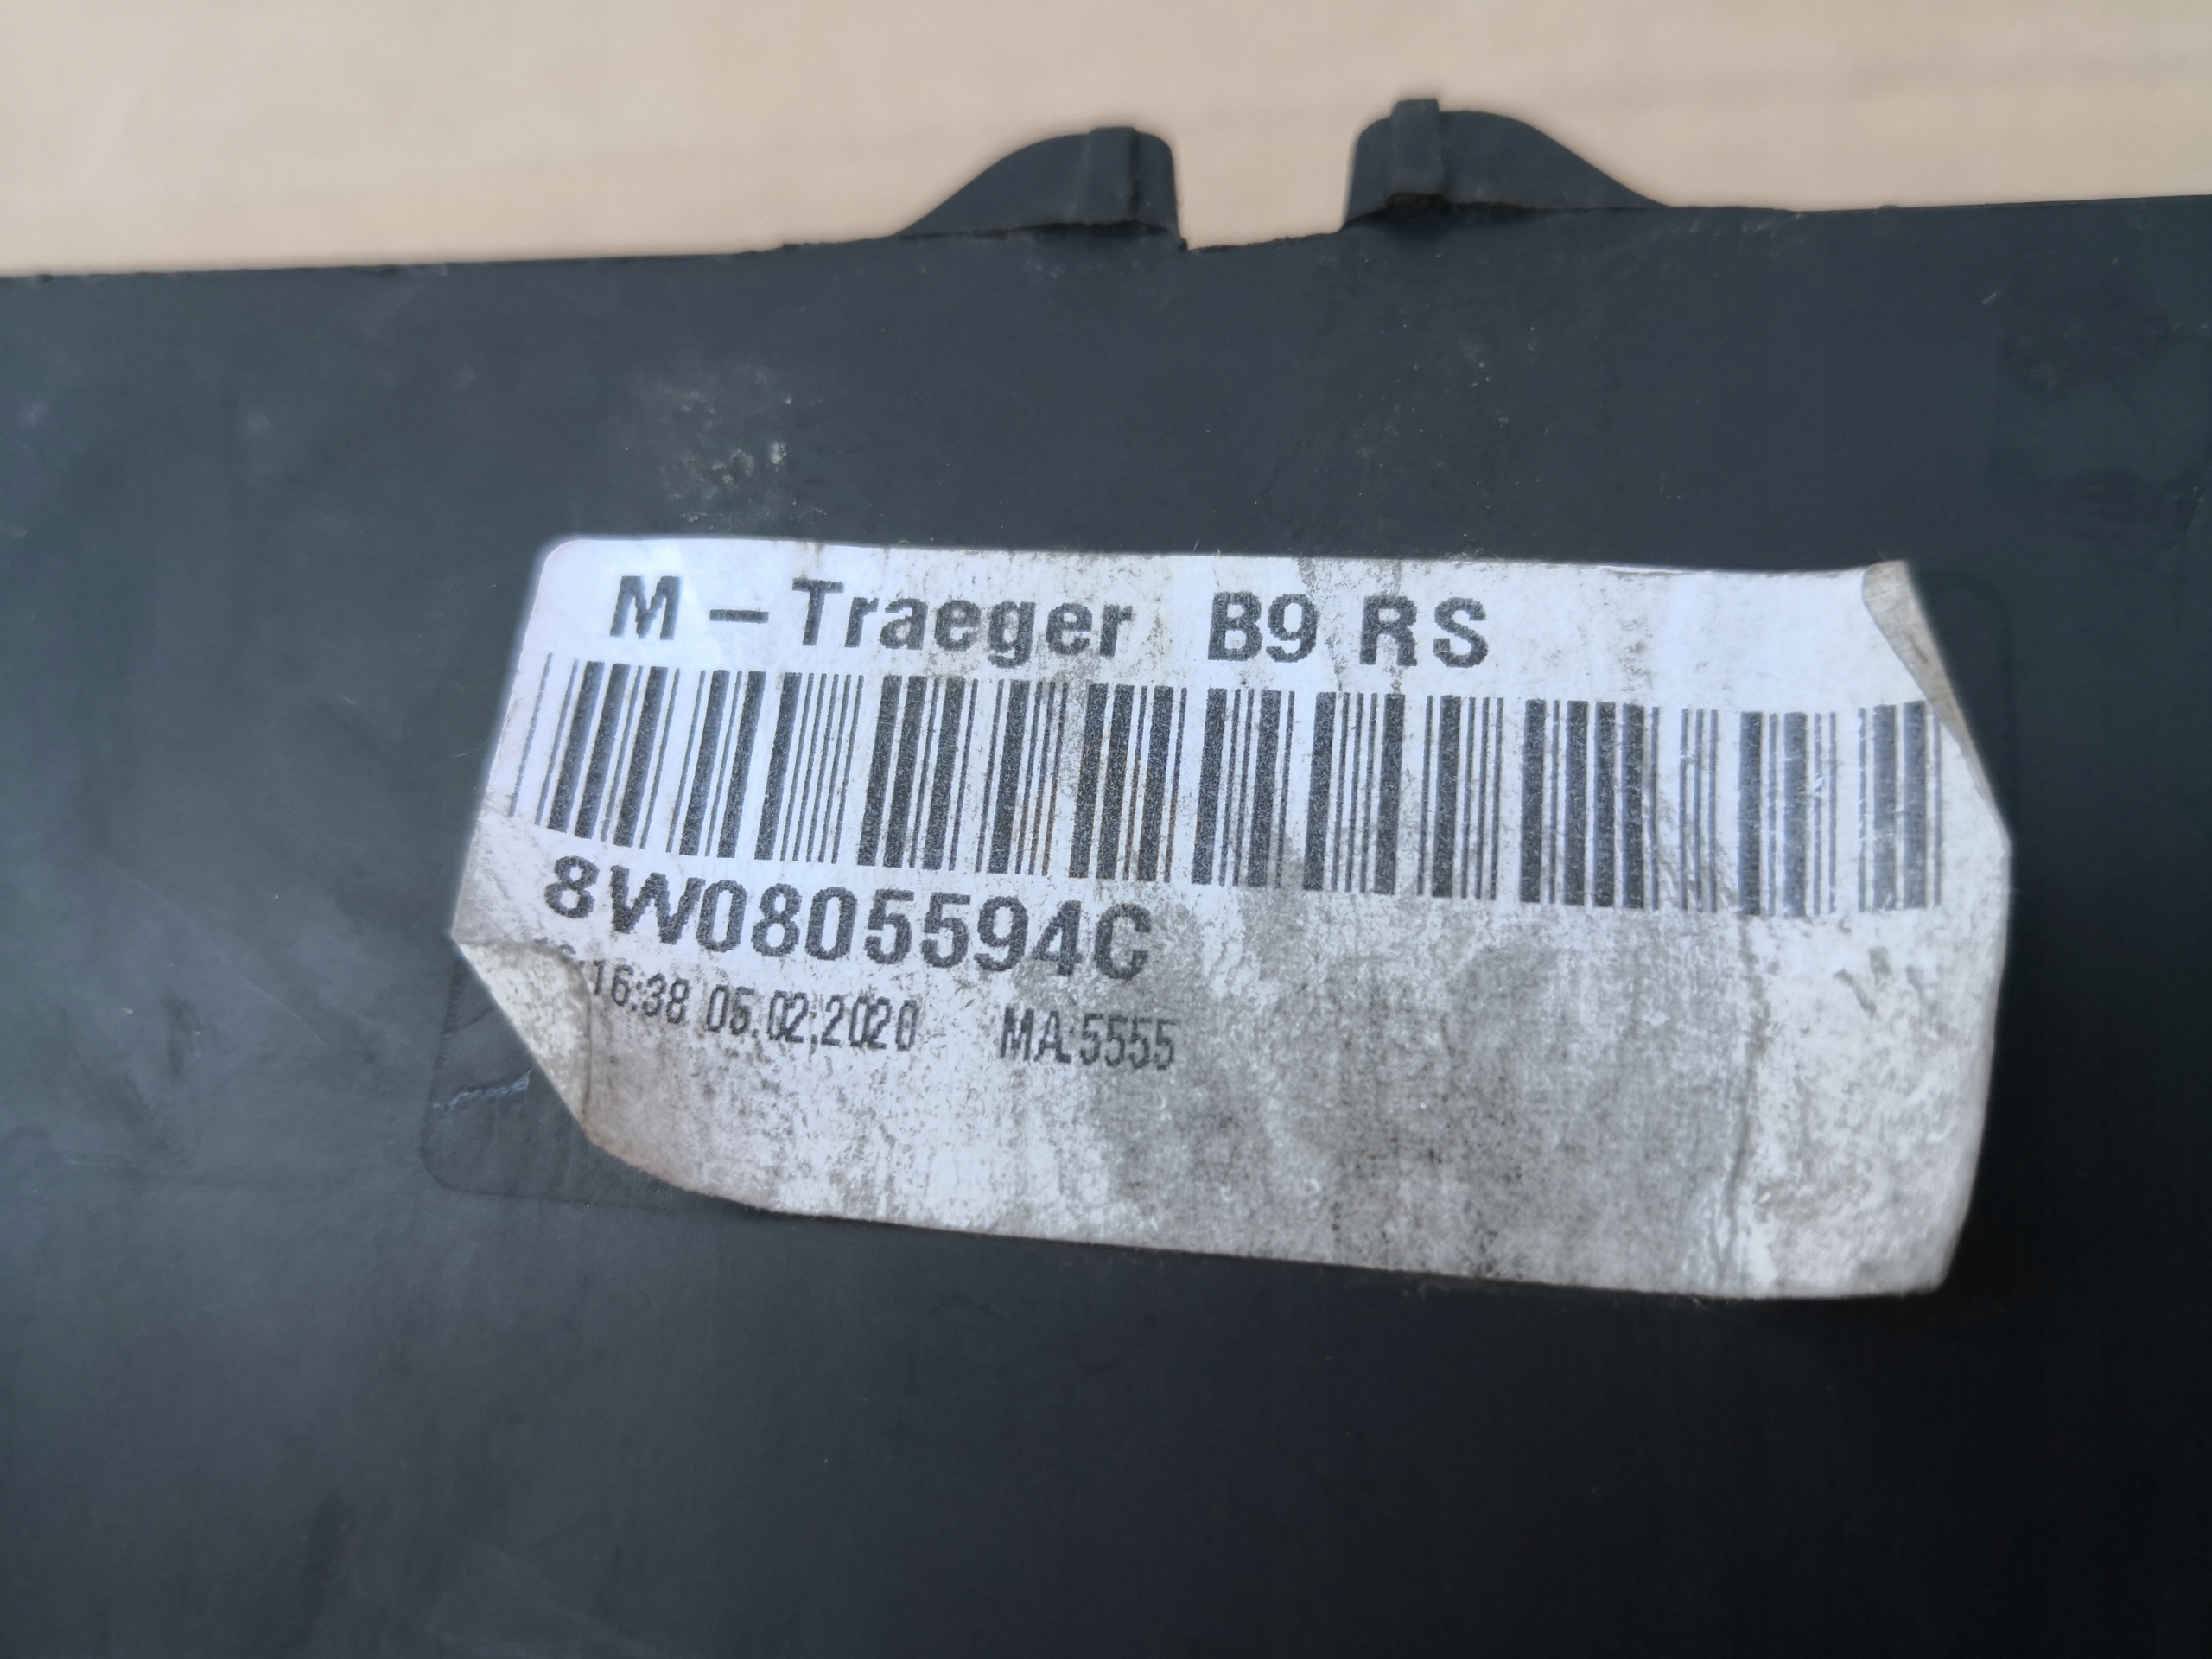 M – Traeger B9 RS
8W0805594C
16:38 05.02.2020 MA:5555